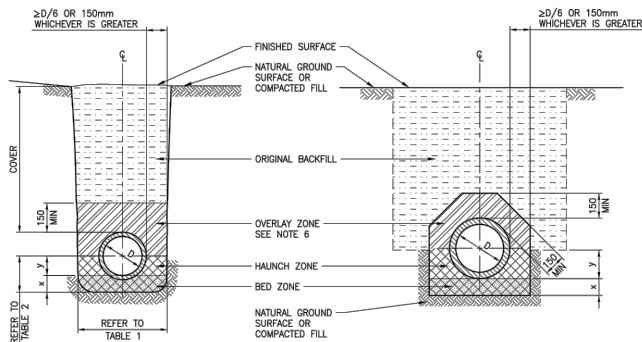 ≥D/6 OR 150mm
WHICHEVER IS GREATER
≥D/6 OR 150mm
WHICHEVER IS GREATER
℄
℄
FINISHED SURFACE
NATURAL GROUND
SURFACE OR
COMPACTED FILL
COVER
ORIGINAL BACKFILL
150
MIN
150
MIN
OVERLAY ZONE
SEE NOTE 6
D
D
HAUNCH ZONE
150
MIN
y
y
BED ZONE
x
x
REFER TO
TABLE 2
REFER TO
TABLE 1
NATURAL GROUND
SURFACE OR
COMPACTED FILL